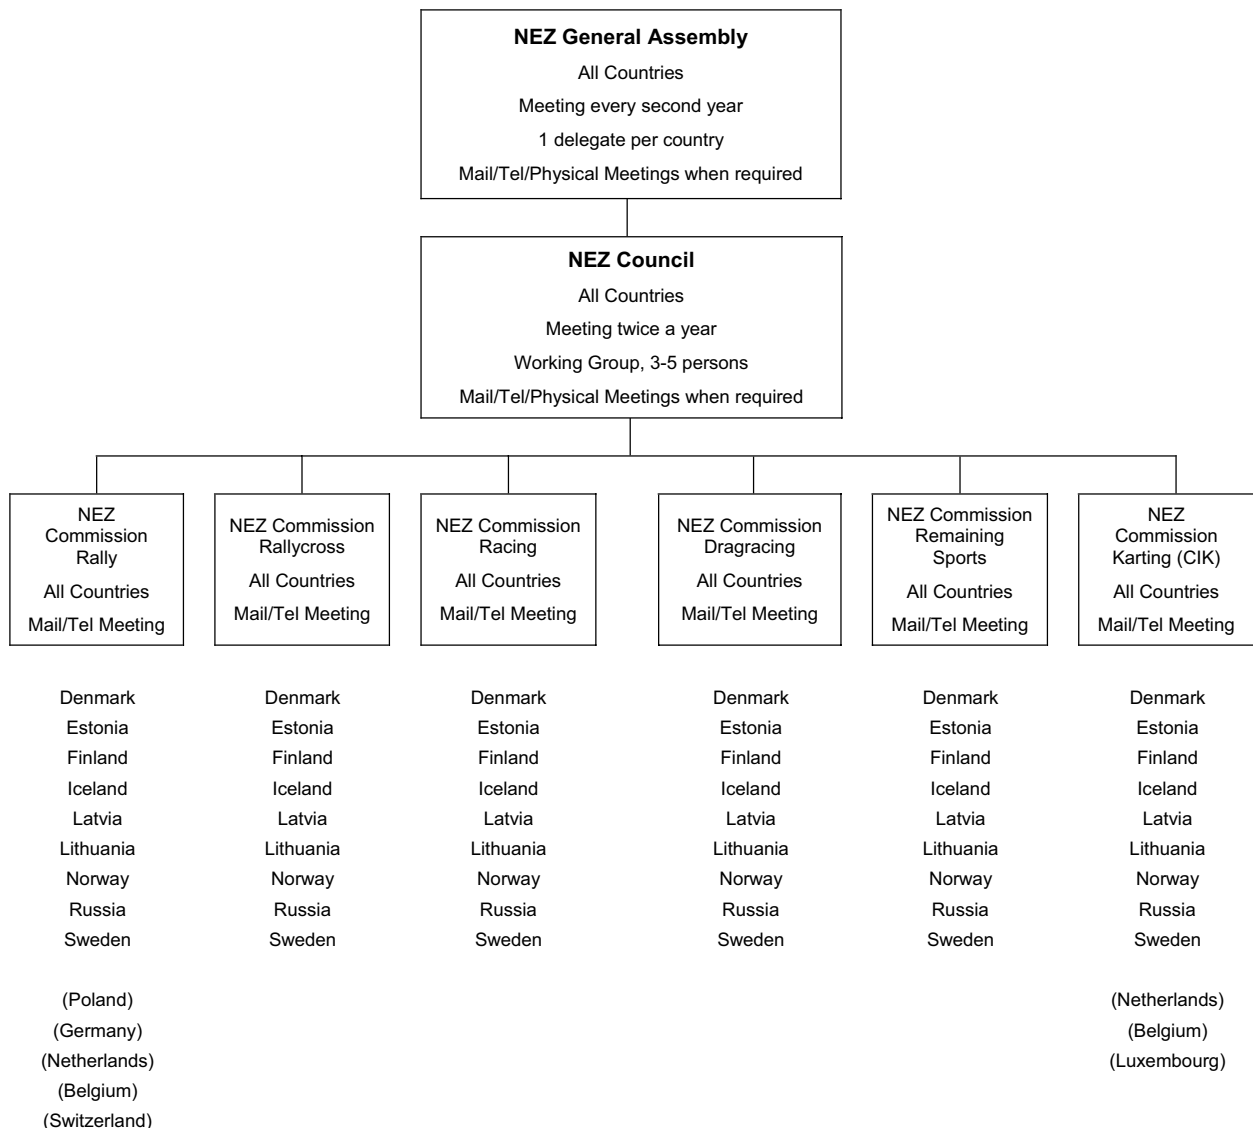 NEZ General Assembly
All Countries
Meeting every second year
1 delegate per country
Mail/Tel/Physical Meetings when required
NEZ Council
All Countries
Meeting twice a year
Working Group, 3-5 persons
Mail/Tel/Physical Meetings when required
NEZ
Commission
Rally
All Countries
Mail/Tel Meeting
NEZ Commission
Rallycross
All Countries
Mail/Tel Meeting
NEZ Commission
Racing
All Countries
Mail/Tel Meeting
NEZ Commission
Dragracing
All Countries
Mail/Tel Meeting
NEZ Commission
Remaining
Sports
All Countries
Mail/Tel Meeting
NEZ
Commission
Karting (CIK)
All Countries
Mail/Tel Meeting
Denmark
Estonia
Finland
Iceland
Latvia
Lithuania
Norway
Russia
Sweden
(Poland)
(Germany)
(Netherlands)
(Belgium)
(Switzerland)
Denmark
Estonia
Finland
Iceland
Latvia
Lithuania
Norway
Russia
Sweden
Denmark
Estonia
Finland
Iceland
Latvia
Lithuania
Norway
Russia
Sweden
Denmark
Estonia
Finland
Iceland
Latvia
Lithuania
Norway
Russia
Sweden
Denmark
Estonia
Finland
Iceland
Latvia
Lithuania
Norway
Russia
Sweden
Denmark
Estonia
Finland
Iceland
Latvia
Lithuania
Norway
Russia
Sweden
(Netherlands)
(Belgium)
(Luxembourg)